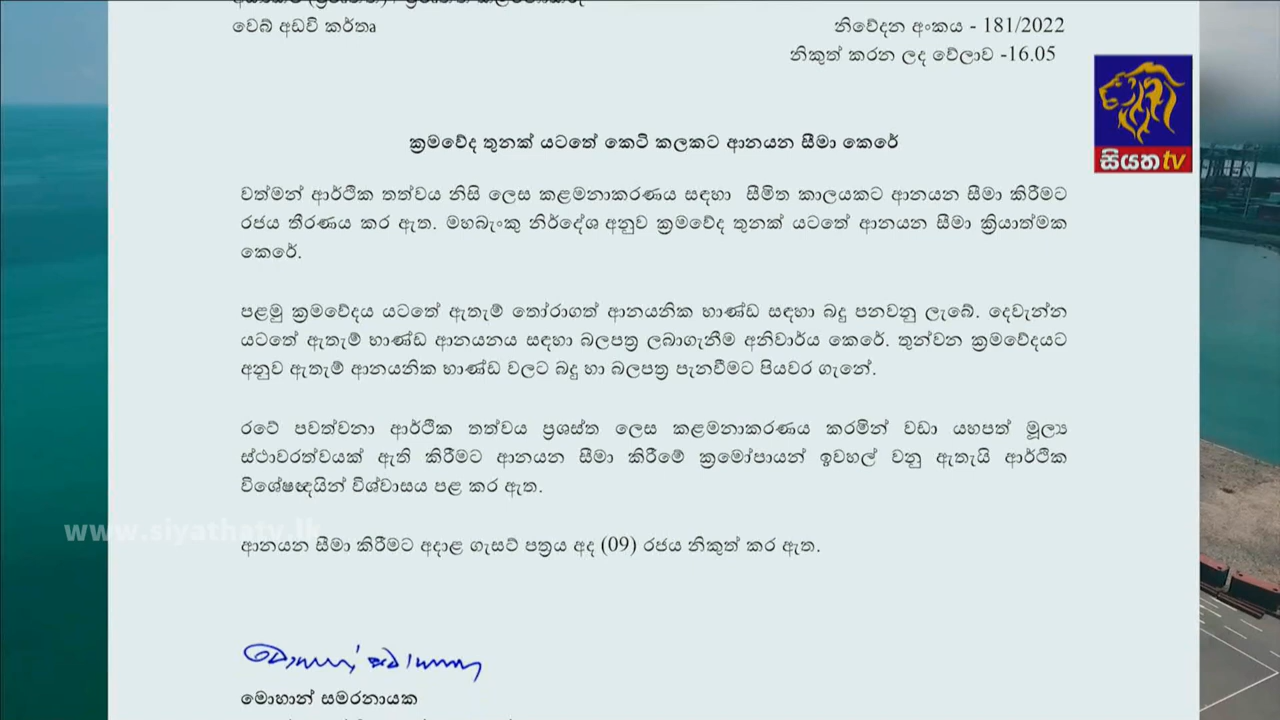 වෙබ් අඩවි කර්තෘ
නිවේදන අංකය - 181/2022
නිකුත් කරන ලද වේලාව -16.05
සියත tv
ක්‍රමවේද තුනක් යටතේ කෙටි කලකට ආනයන සීමා කෙරේ
වත්මන් ආර්ථික තත්වය නිසි ලෙස කළමනාකරණය සඳහා සීමිත කාලයකට ආනයන සීමා කිරීමට
රජය තීරණය කර ඇත. මහබැංකු නිර්දේශ අනුව ක්‍රමවේද තුනක් යටතේ ආනයන සීමා ක්‍රියාත්මක
කෙරේ.
පළමු ක්‍රමවේදය යටතේ ඇතැම් තෝරාගත් ආනයනික භාණ්ඩ සඳහා බදු පනවනු ලැබේ. දෙවැන්න
යටතේ ඇතැම් භාණ්ඩ ආනයනය සඳහා බලපත්‍ර ලබාගැනීම අනිවාර්ය කෙරේ. තුන්වන ක්‍රමවේදයට
අනුව ඇතැම් ආනයනික භාණ්ඩ වලට බදු හා බලපත්‍ර පැනවීමට පියවර ගැනේ.
රටේ පවත්වනා ආර්ථික තත්වය ප්‍රශස්ත ලෙස කළමනාකරණය කරමින් වඩා යහපත් මූල්‍ය
ස්ථාවරත්වයක් ඇති කිරීමට ආනයන සීමා කිරීමේ ක්‍රමෝපායන් ඉවහල් වනු ඇතැයි ආර්ථික
විශේෂඥයින් විශ්වාසය පළ කර ඇත.
www.siyathatv.lk
ආනයන සීමා කිරීමට අදාළ ගැසට් පත්‍රය අද (09) රජය නිකුත් කර ඇත.
මොහාන් සමරනායක